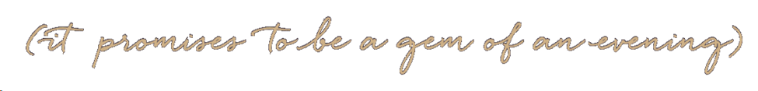 (it promises to be a gem of an evening)